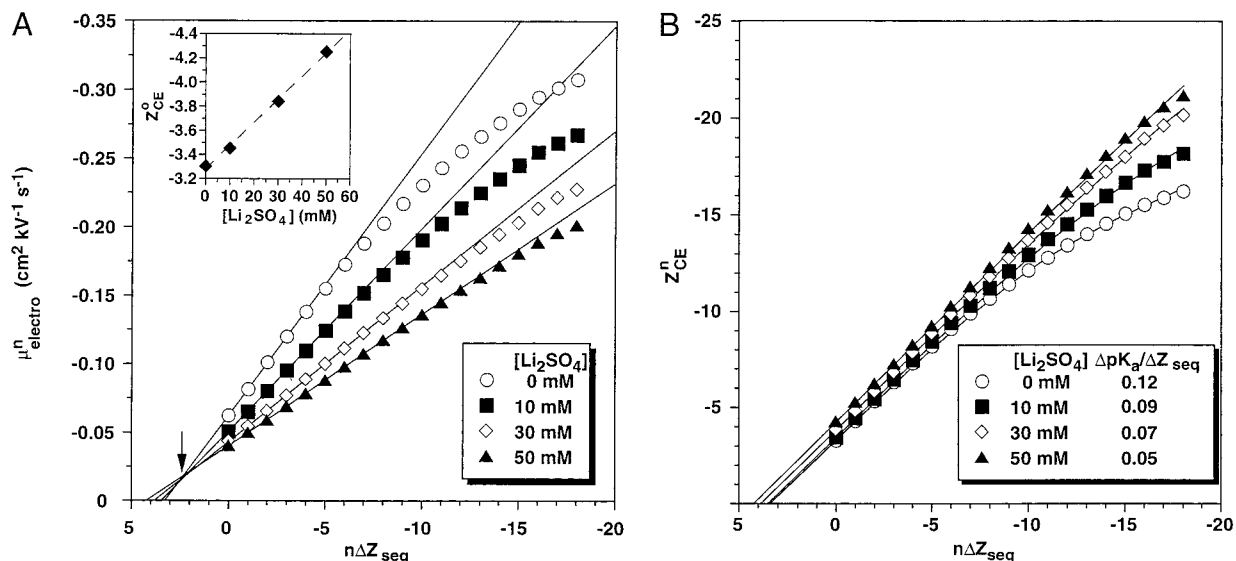 A
-0.35
-0.30
-0.25
-0.20
-0.15
-0.10
-0.05
0
μⁿelectro (cm² kV⁻¹ s⁻¹)
-4.4
-4.2
-4.0
-3.8
-3.6
-3.4
-3.2
Z°CE
0 10 20 30 40 50 60
[Li₂SO₄] (mM)
[Li₂SO₄]
0 mM
10 mM
30 mM
50 mM
5 0 -5 -10 -15 -20
nΔZseq
B
-25
-20
-15
-10
-5
ZⁿCE
[Li₂SO₄] ΔpKa/ΔZseq
0 mM 0.12
10 mM 0.09
30 mM 0.07
50 mM 0.05
5 0 -5 -10 -15 -20
nΔZseq